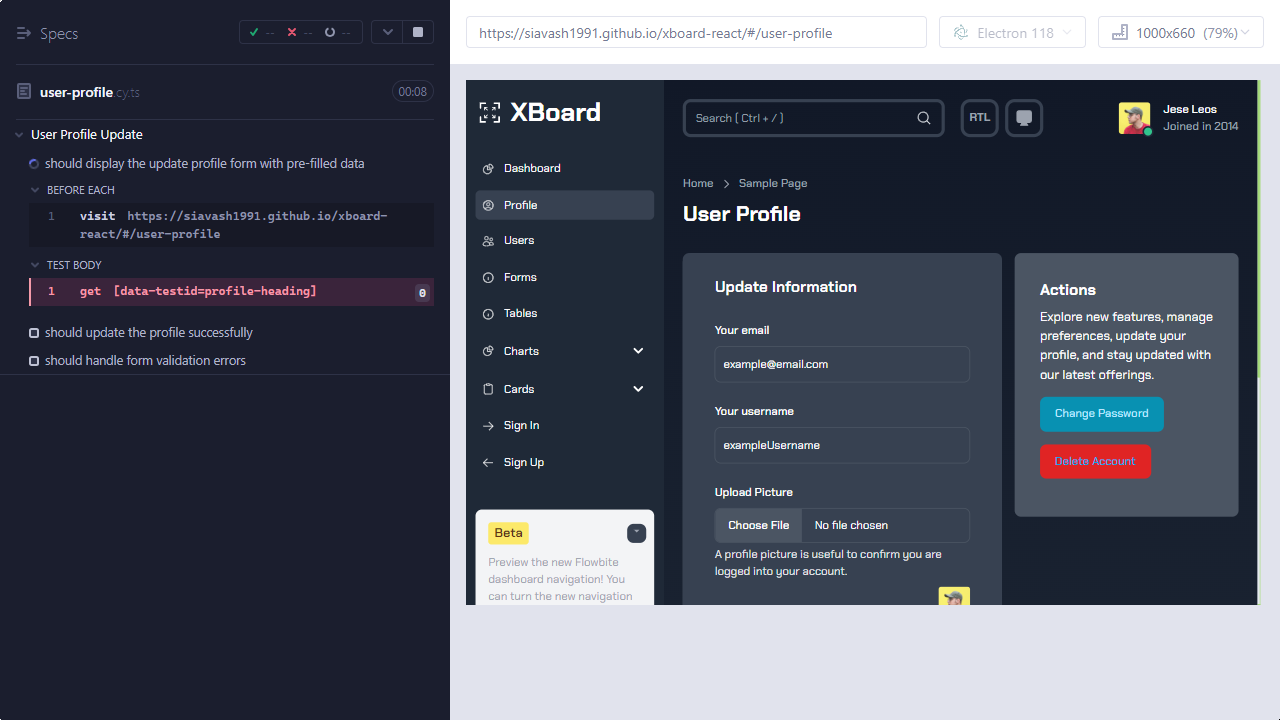 Specs
-- -- --
user-profile.cy.ts
00:08
User Profile Update
should display the update profile form with pre-filled data
BEFORE EACH
1 visit https://siavash1991.github.io/xboard-
react/#/user-profile
TEST BODY
1 get [data-testid=profile-heading] 0
should update the profile successfully
should handle form validation errors
https://siavash1991.github.io/xboard-react/#/user-profile
Electron 118
1000x660 (79%)
XBoard
Dashboard
Profile
Users
Forms
Tables
Charts
Cards
Sign In
Sign Up
Beta
Preview the new Flowbite
dashboard navigation! You
can turn the new navigation
Search [ Ctrl + / ]
RTL
Jese Leos
Joined in 2014
Home
Sample Page
User Profile
Update Information
Your email
example@email.com
Your username
exampleUsername
Upload Picture
Choose File No file chosen
A profile picture is useful to confirm you are
logged into your account.
Actions
Explore new features, manage
preferences, update your
profile, and stay updated with
our latest offerings.
Change Password
Delete Account